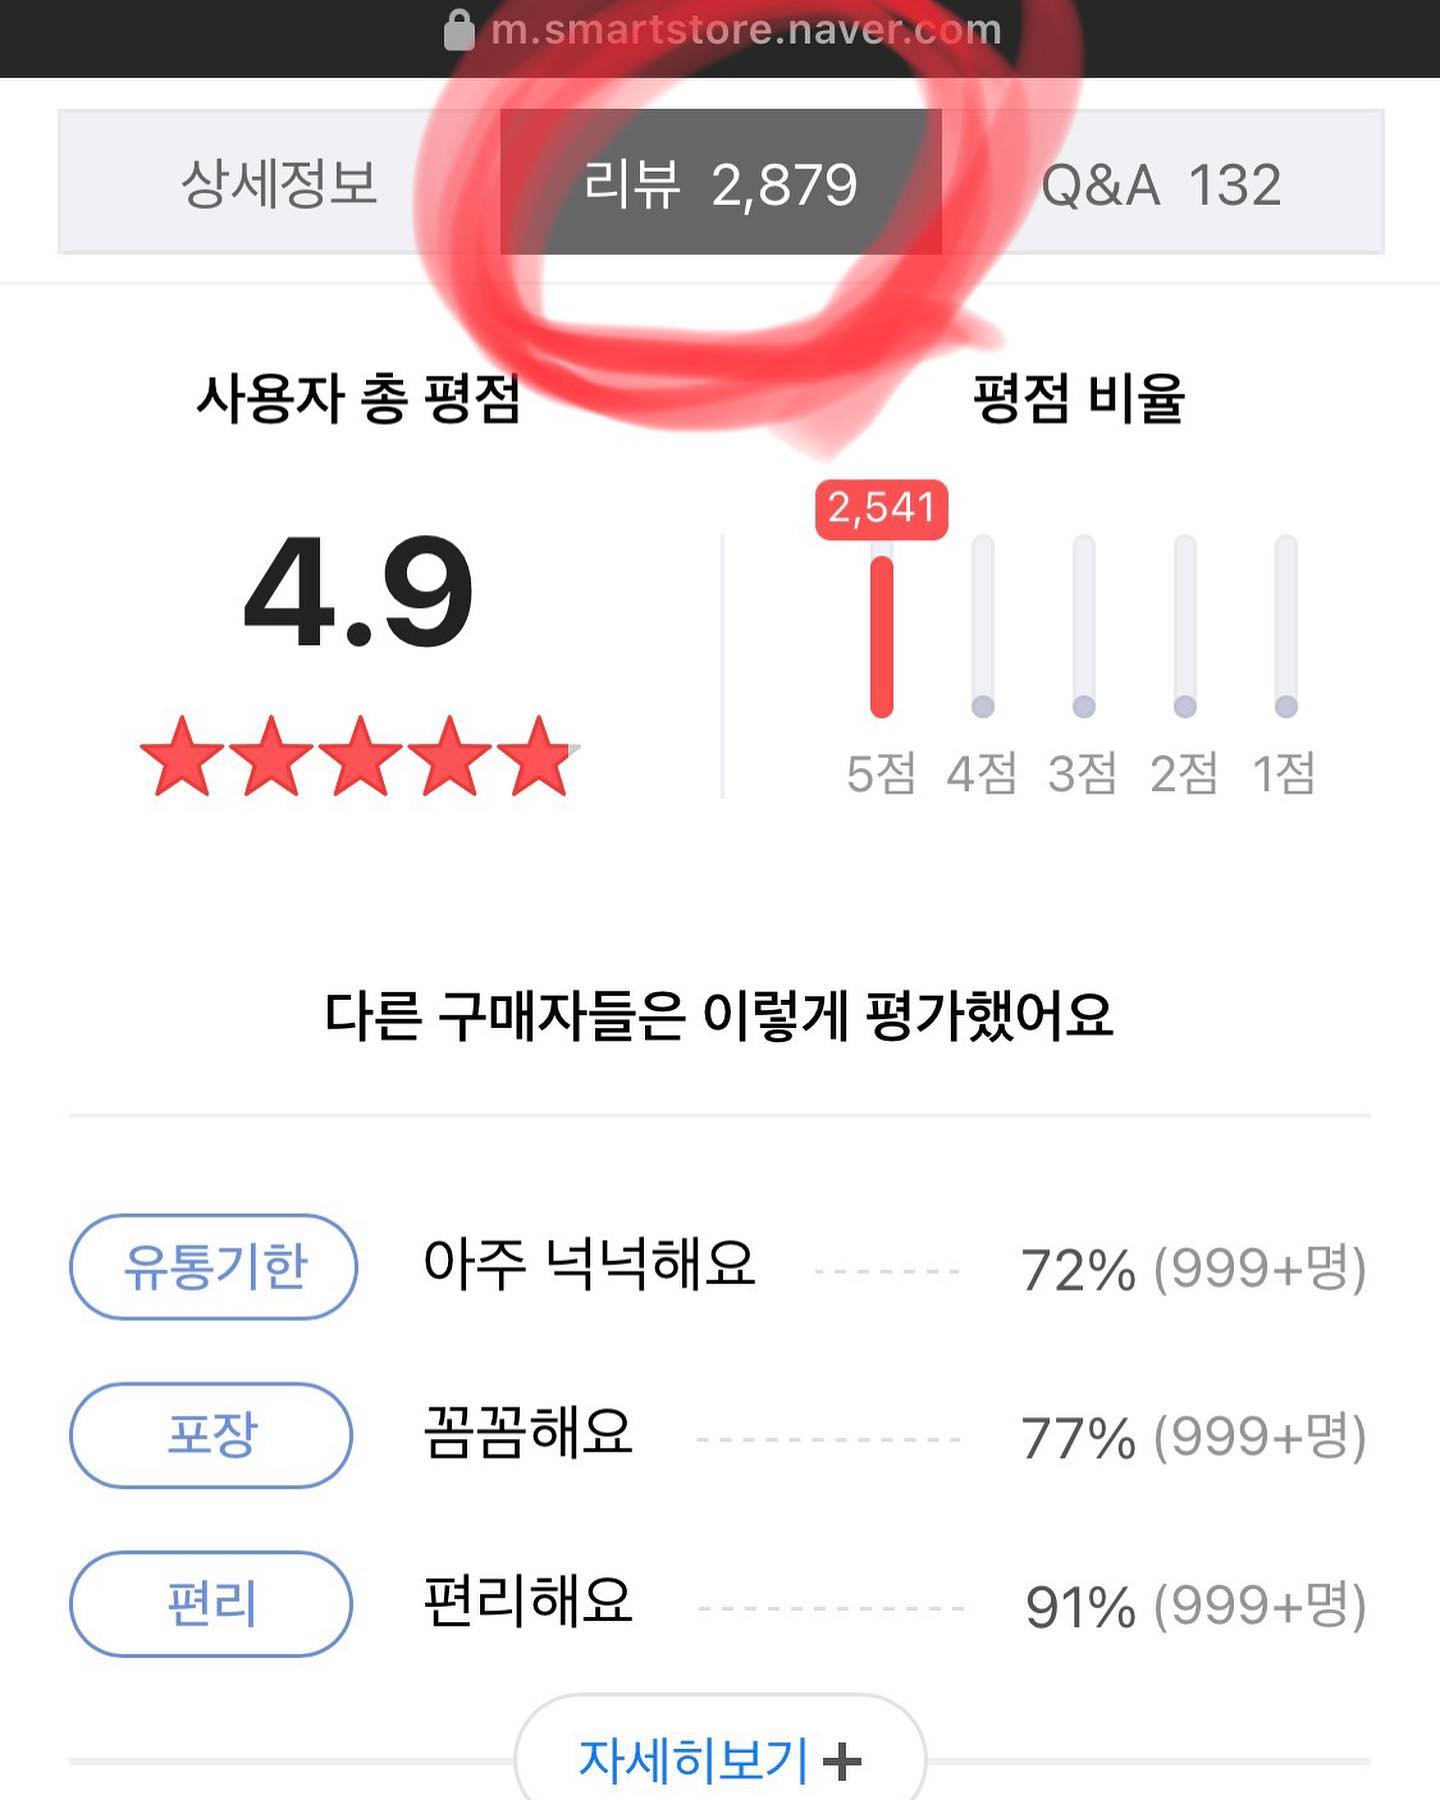 m.smartstore.naver.com
상세정보 리뷰 2,879 Q&A 132
사용자 총 평점
4.9
평점 비율
2,541
5점 4점 3점 2점 1점
다른 구매자들은 이렇게 평가했어요
유통기한 아주 넉넉해요 72% (999+명)
포장 꼼꼼해요 77% (999+명)
편리 편리해요 91% (999+명)
자세히보기 +